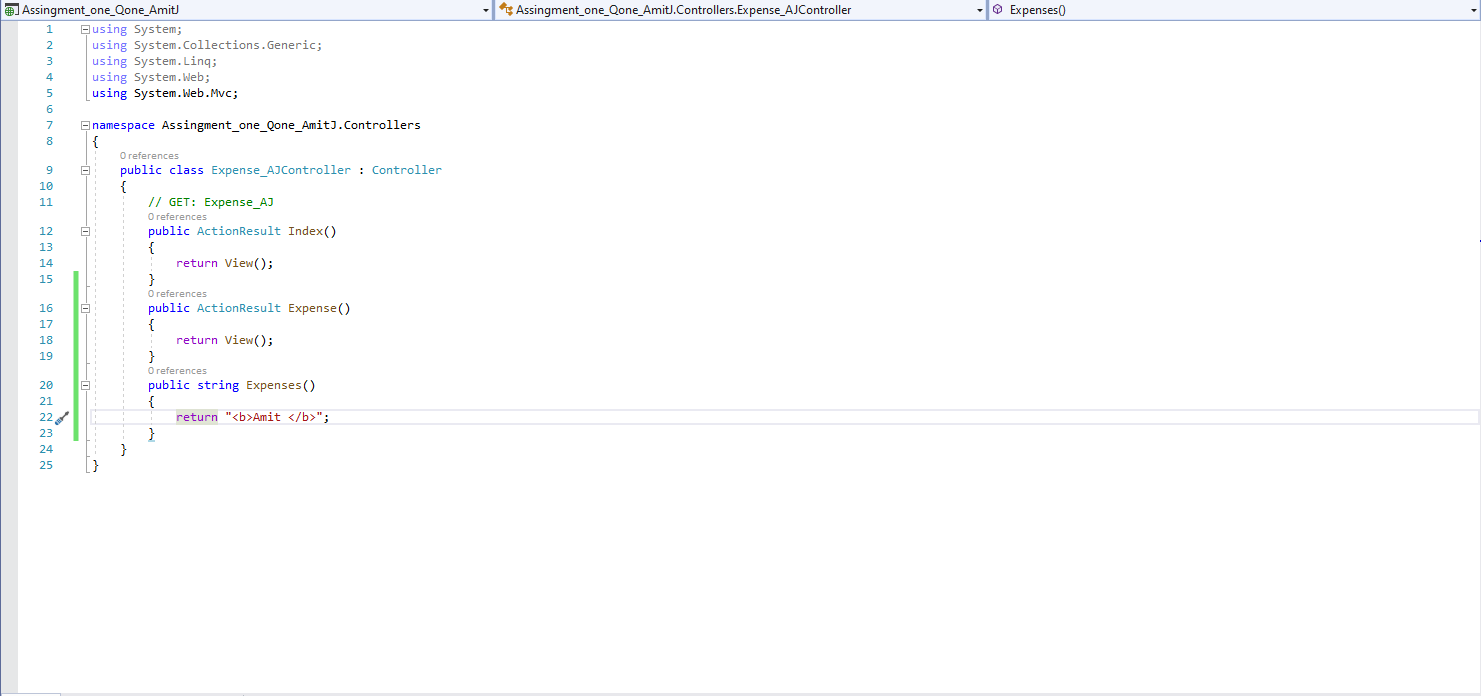 Assingment_one_Qone_AmitJ
Assingment_one_Qone_AmitJ.Controllers.Expense_AJController
Expenses()
1 using System;
2 using System.Collections.Generic;
3 using System.Linq;
4 using System.Web;
5 using System.Web.Mvc;
6
7 namespace Assingment_one_Qone_AmitJ.Controllers
8 {
0 references
9 public class Expense_AJController : Controller
10 {
11 // GET: Expense_AJ
0 references
12 public ActionResult Index()
13 {
14 return View();
15 }
0 references
16 public ActionResult Expense()
17 {
18 return View();
19 }
0 references
20 public string Expenses()
21 {
22 return "<b>Amit </b>";
23 }
24 }
25 }